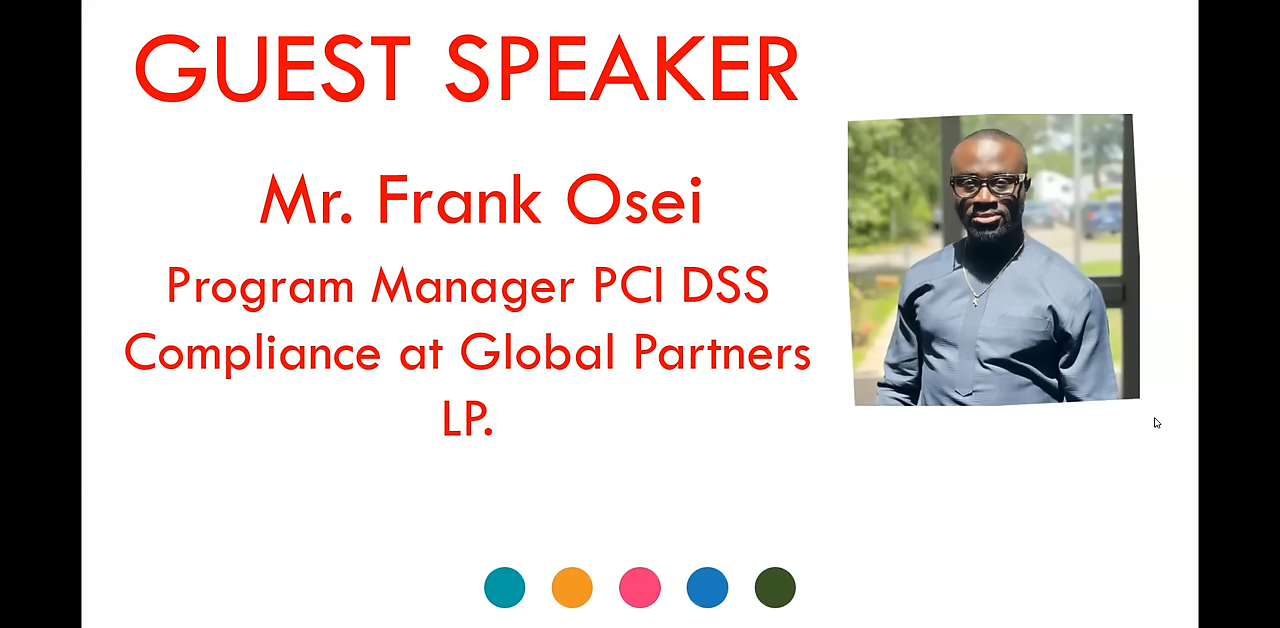 GUEST SPEAKER
Mr. Frank Osei
Program Manager PCI DSS
Compliance at Global Partners
LP.